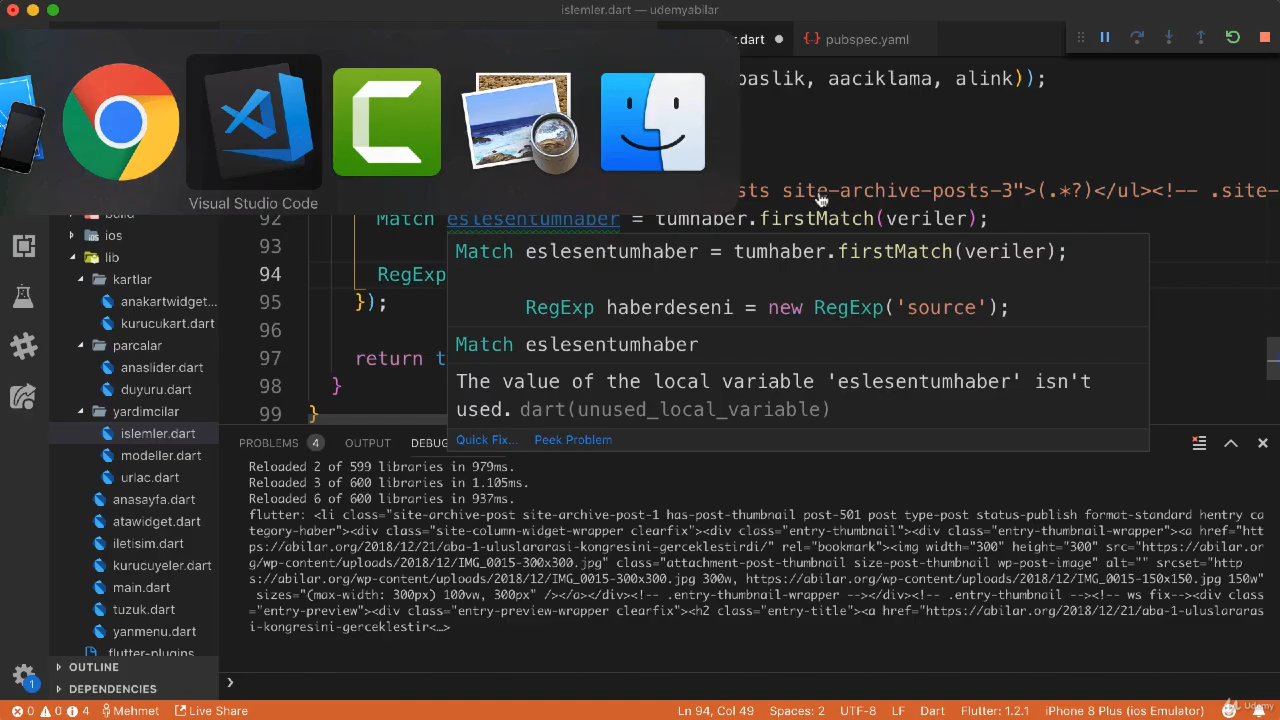 islemler.dart — udemyabilar
.dart
pubspec.yaml
baslik, aaciklama, alink));
Visual Studio Code
sts site-archive-posts-3">(.*?)</ul><!-- .site-
92 Match eslesentumhaber = tumhaber.firstMatch(veriler);
93
94 RegExp
95 });
96
97 return t
98 }
99 }
Match eslesentumhaber = tumhaber.firstMatch(veriler);
RegExp haberdeseni = new RegExp('source');
Match eslesentumhaber
The value of the local variable 'eslesentumhaber' isn't
used. dart(unused_local_variable)
Quick Fix... Peek Problem
build
ios
lib
kartlar
anakartwidget...
kurucukart.dart
parcalar
anaslider.dart
duyuru.dart
yardimcilar
islemler.dart
modeller.dart
uriac.dart
anasayfa.dart
atawidget.dart
iletisim.dart
kurucuyeler.dart
main.dart
tuzuk.dart
yanmenu.dart
.flutter-plugins
OUTLINE
DEPENDENCIES
PROBLEMS 4 OUTPUT DEBUG
Reloaded 2 of 599 libraries in 979ms.
Reloaded 3 of 600 libraries in 1.105ms.
Reloaded 6 of 600 libraries in 937ms.
flutter: <li class="site-archive-post site-archive-post-1 has-post-thumbnail post-501 post type-post status-publish format-standard hentry ca
tegory-haber"><div class="site-column-widget-wrapper clearfix"><div class="entry-thumbnail"><div class="entry-thumbnail-wrapper"><a href="htt
ps://abilar.org/2018/12/21/aba-1-uluslararasi-kongresini-gerceklestirdi/" rel="bookmark"><img width="300" height="300" src="https://abilar.or
g/wp-content/uploads/2018/12/IMG_0015-300x300.jpg" class="attachment-post-thumbnail size-post-thumbnail wp-post-image" alt="" srcset="http
s://abilar.org/wp-content/uploads/2018/12/IMG_0015-300x300.jpg 300w, https://abilar.org/wp-content/uploads/2018/12/IMG_0015-150x150.jpg 150w"
sizes="(max-width: 300px) 100vw, 300px" /></a></div><!-- .entry-thumbnail-wrapper --></div><!-- .entry-thumbnail --><!-- ws fix--><div class
="entry-preview"><div class="entry-preview-wrapper clearfix"><h2 class="entry-title"><a href="https://abilar.org/2018/12/21/aba-1-uluslararas
i-kongresini-gerceklestir<…>
1
0 0 4 Mehmet Live Share Ln 94, Col 49 Spaces: 2 UTF-8 LF Dart Flutter: 1.2.1 iPhone 8 Plus (ios Emulator)
Udemy